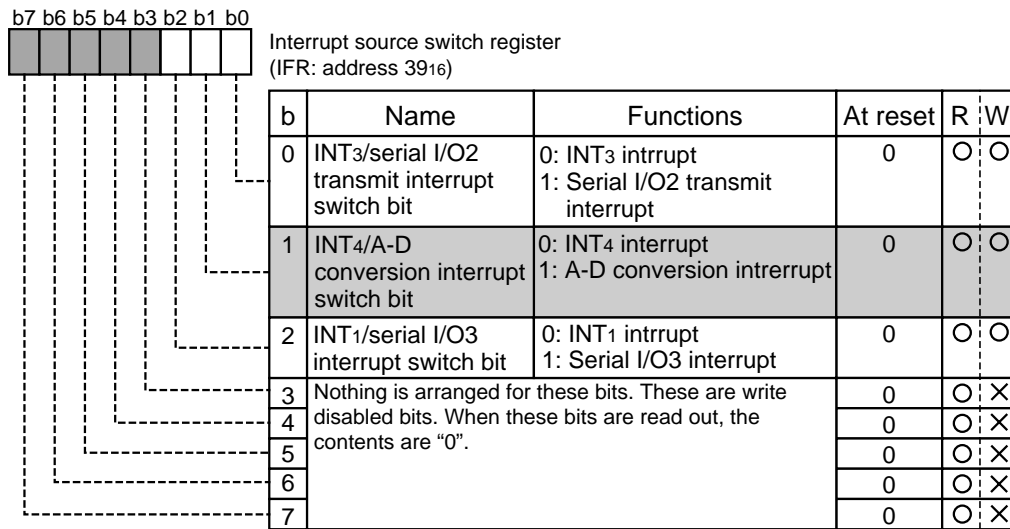 b7 b6 b5 b4 b3 b2 b1 b0
Interrupt source switch register
(IFR: address 3916)
b Name Functions At reset R W
0 INT3/serial I/O2 transmit interrupt switch bit 0: INT3 intrrupt 1: Serial I/O2 transmit interrupt 0 O O
1 INT4/A-D conversion interrupt switch bit 0: INT4 interrupt 1: A-D conversion intrerrupt 0 O O
2 INT1/serial I/O3 interrupt switch bit 0: INT1 intrrupt 1: Serial I/O3 interrupt 0 O O
3 Nothing is arranged for these bits. These are write 0 O ×
4 disabled bits. When these bits are read out, the 0 O ×
5 contents are “0”. 0 O ×
6 0 O ×
7 0 O ×